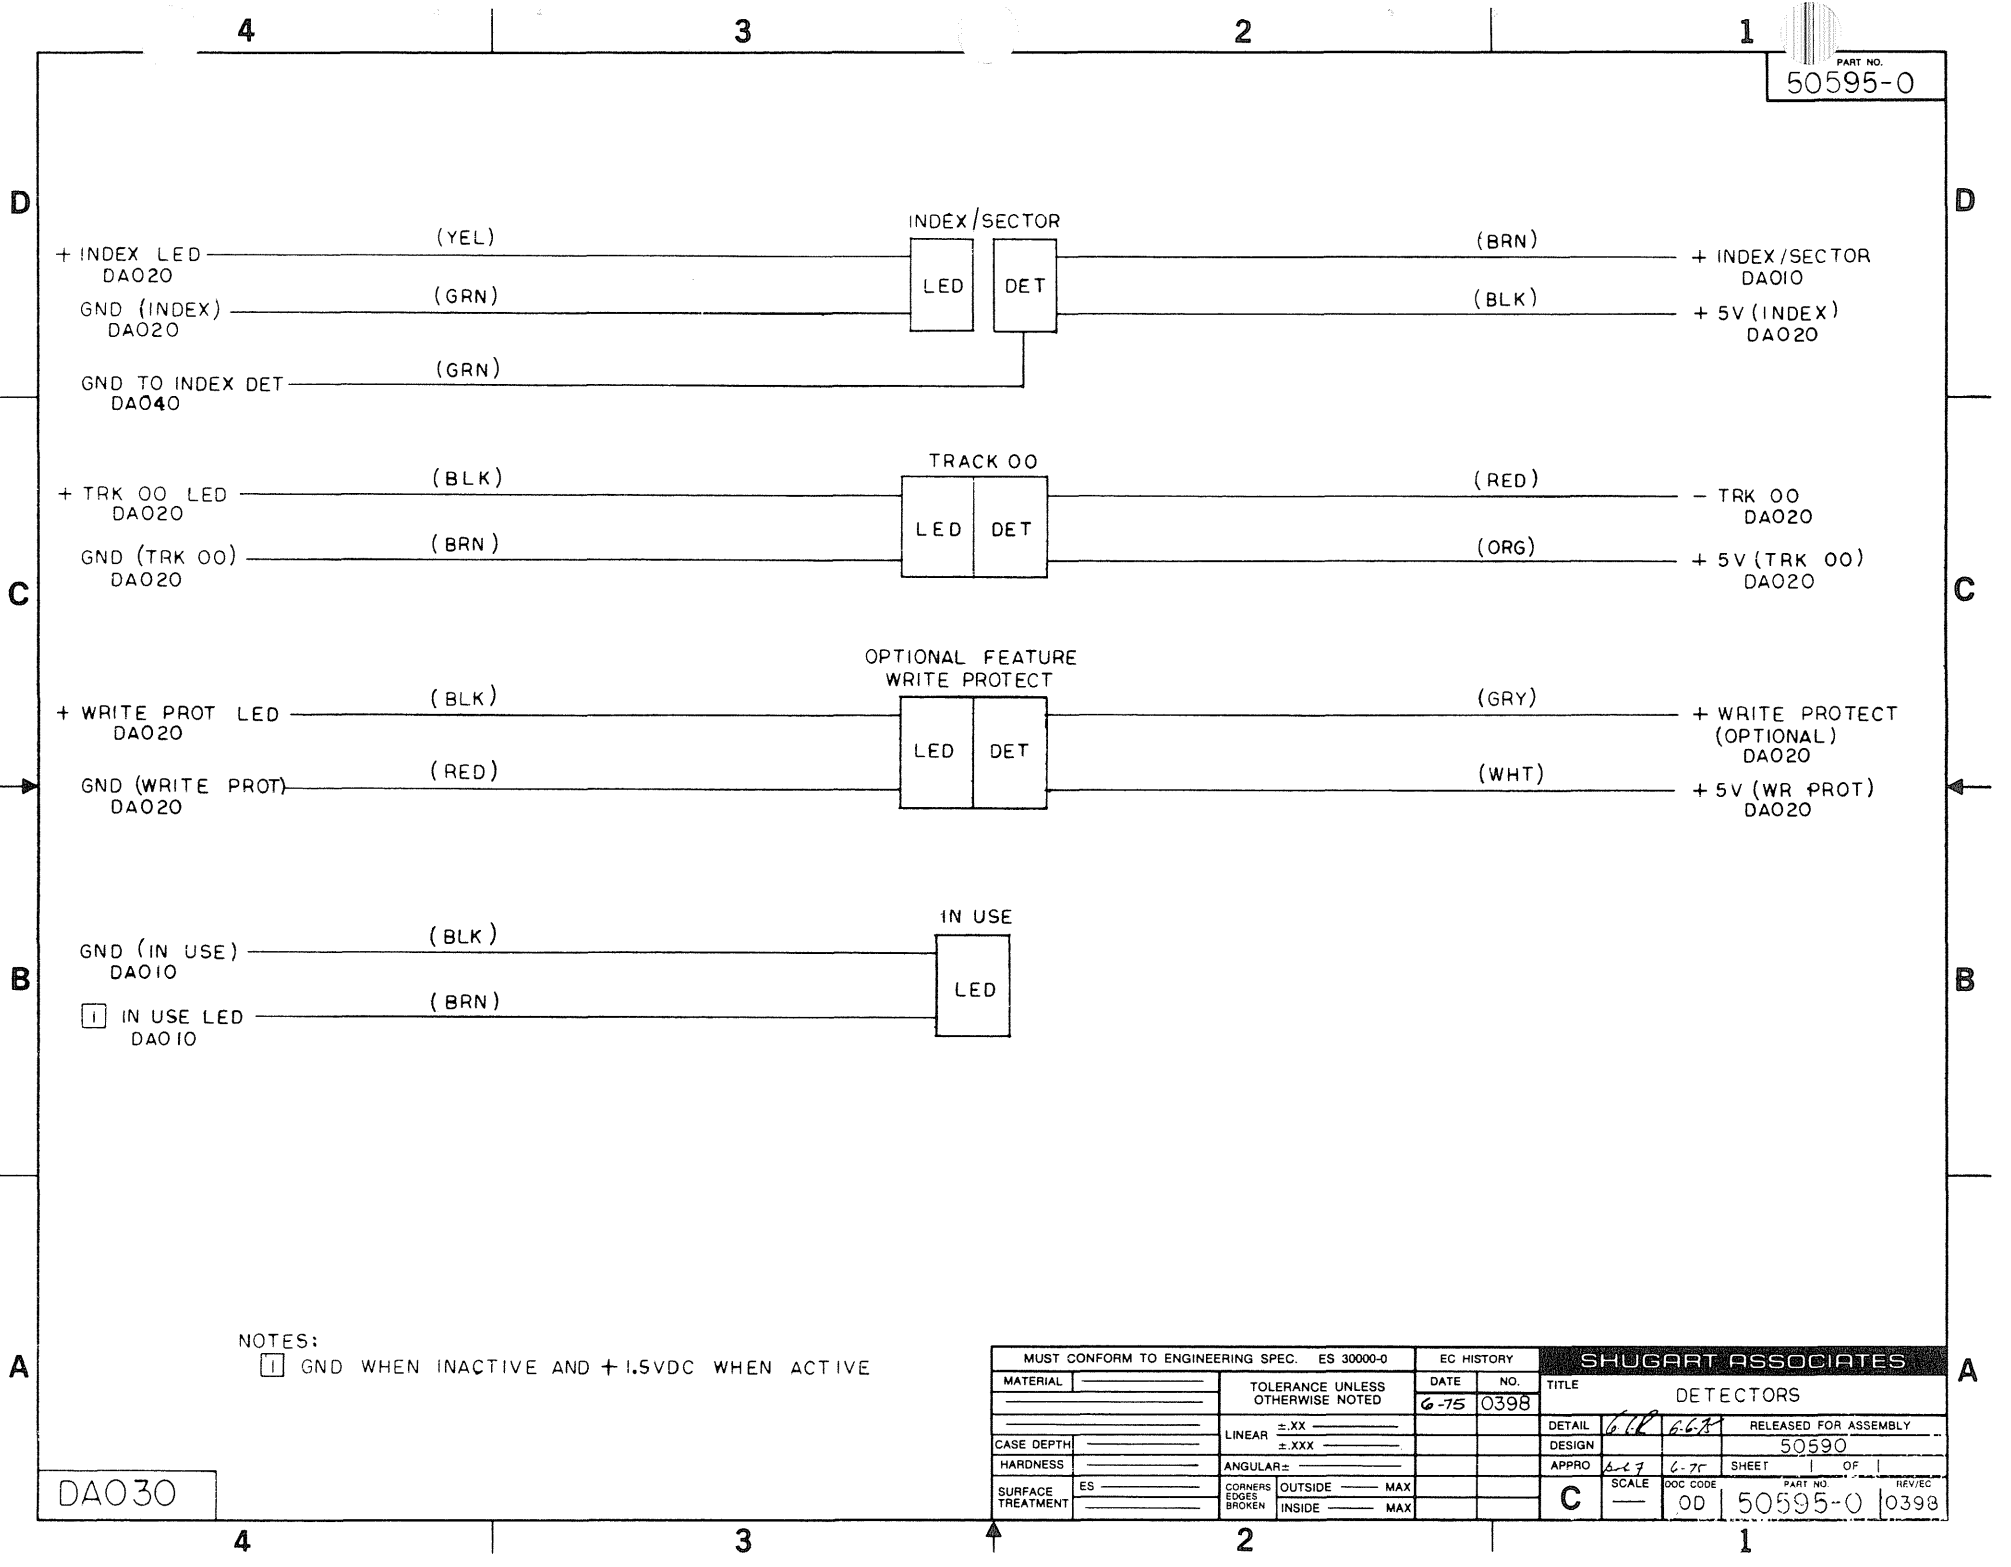 4 3 2 1
PART NO.
50595-0
D
D
INDEX/SECTOR
+ INDEX LED
DA020
(YEL)
LED
DET
(BRN)
+ INDEX/SECTOR
DA010
GND (INDEX)
DA020
(GRN)
(BLK)
+ 5V (INDEX)
DA020
GND TO INDEX DET
DA040
(GRN)
TRACK 00
+ TRK 00 LED
DA020
(BLK)
LED
DET
(RED)
- TRK 00
DA020
GND (TRK 00)
DA020
(BRN)
(ORG)
+ 5V (TRK 00)
DA020
C
C
OPTIONAL FEATURE
WRITE PROTECT
+ WRITE PROT LED
DA020
(BLK)
LED
DET
(GRY)
+ WRITE PROTECT
(OPTIONAL)
DA020
GND (WRITE PROT)
DA020
(RED)
(WHT)
+ 5V (WR PROT)
DA020
IN USE
GND (IN USE)
DA010
(BLK)
LED
1 IN USE LED
DA010
(BRN)
B
B
NOTES:
1 GND WHEN INACTIVE AND +1.5VDC WHEN ACTIVE
A
A
MUST CONFORM TO ENGINEERING SPEC. ES 30000-0
MATERIAL
CASE DEPTH
HARDNESS
SURFACE
TREATMENT
ES
TOLERANCE UNLESS
OTHERWISE NOTED
LINEAR
±.XX
±.XXX
ANGULAR±
CORNERS
EDGES
BROKEN
OUTSIDE MAX
INSIDE MAX
EC HISTORY
DATE NO.
6-75 0398
SHUGART ASSOCIATES
TITLE
DETECTORS
DETAIL
6-6-75
RELEASED FOR ASSEMBLY
DESIGN
50590
APPRO
6-75
SHEET OF
C
SCALE
DOC CODE
OD
PART NO.
50595-0
REV/EC
0398
DA030
4 3 2 1